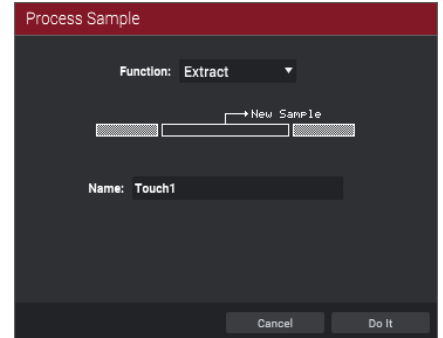 Process Sample
Function: Extract
New Sample
Name: Touch1
Cancel Do It